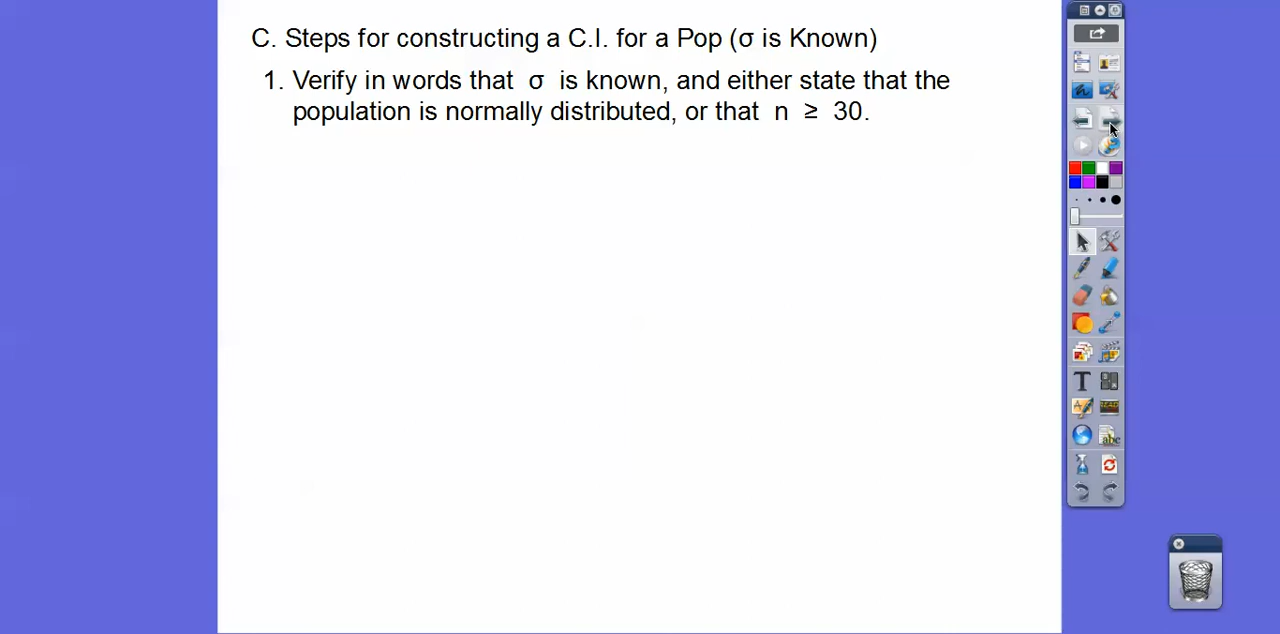 C. Steps for constructing a C.I. for a Pop (σ is Known)
1. Verify in words that σ is known, and either state that the
population is normally distributed, or that n ≥ 30.